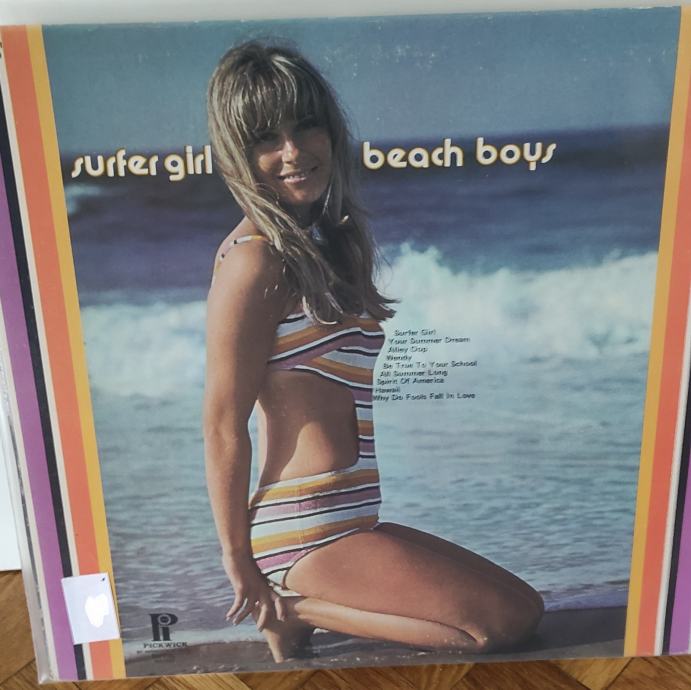 surfer girl beach boys
Surfer Girl
Your Summer Dream
Alley Oop
Wendy
Be True To Your School
All Summer Long
Spirit Of America
Hawaii
Why Do Fools Fall In Love
PICKWICK